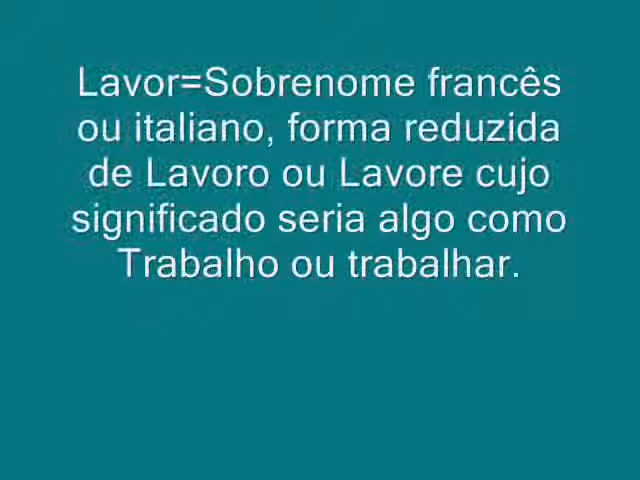 Lavor=Sobrenome francês
ou italiano, forma reduzida
de Lavoro ou Lavore cujo
significado seria algo como
Trabalho ou trabalhar.